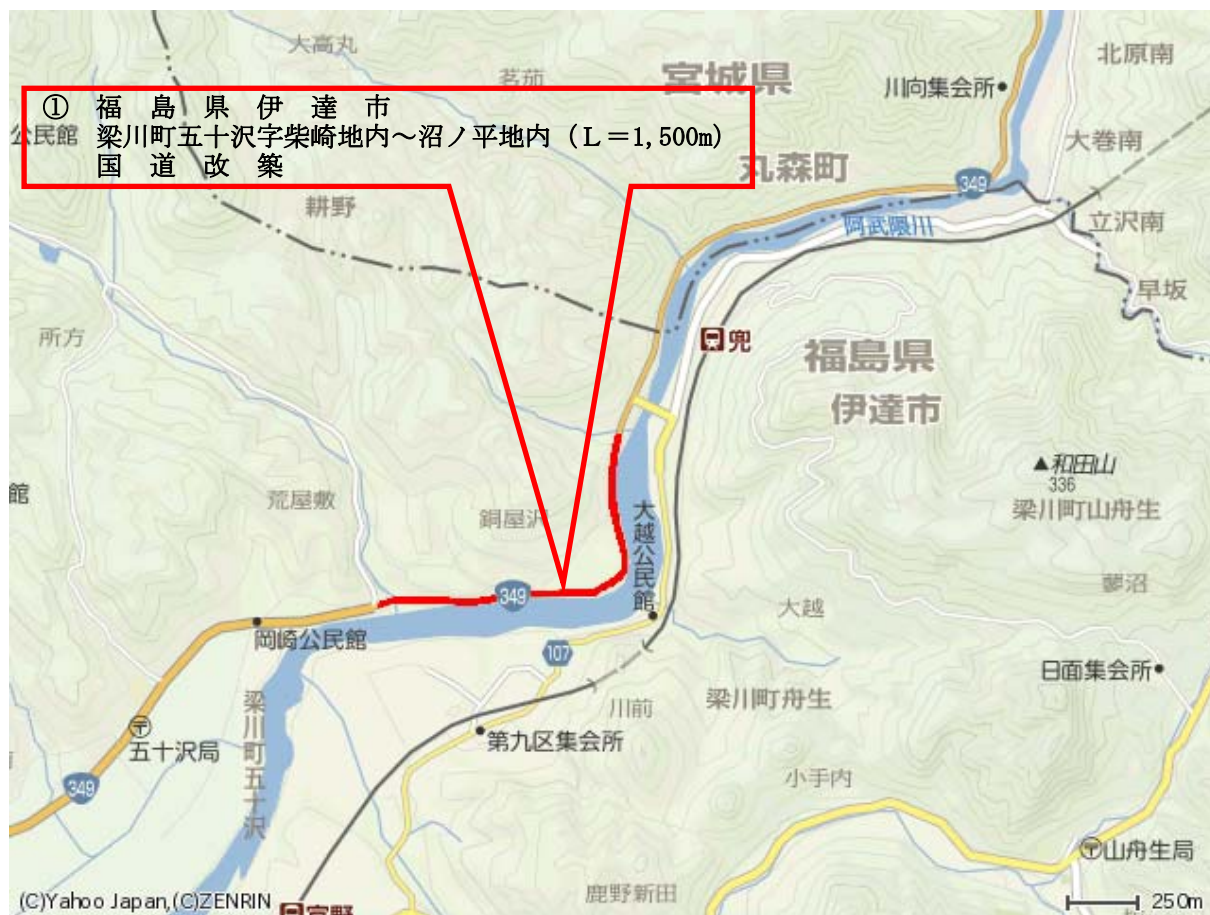 大高丸
茗茄
宮城県
川向集会所
北原南
① 福島県伊達市
公民館
梁川町五十沢字柴崎地内～沼ノ平地内（L＝1,500m）
国道改築
大巻南
丸森町
349
耕野
阿武隈川
立沢南
早坂
所方
兜
福島県
伊達市
和田山
336
館
荒屋敷
銅屋沢
大越公民館
梁川町山舟生
349
蓼沼
大越
岡崎公民館
107
日面集会所
梁川町五十沢
川前
梁川町舟生
五十沢局
第九区集会所
349
小手内
山舟生局
鹿野新田
(C)Yahoo Japan,(C)ZENRIN
富野
250m